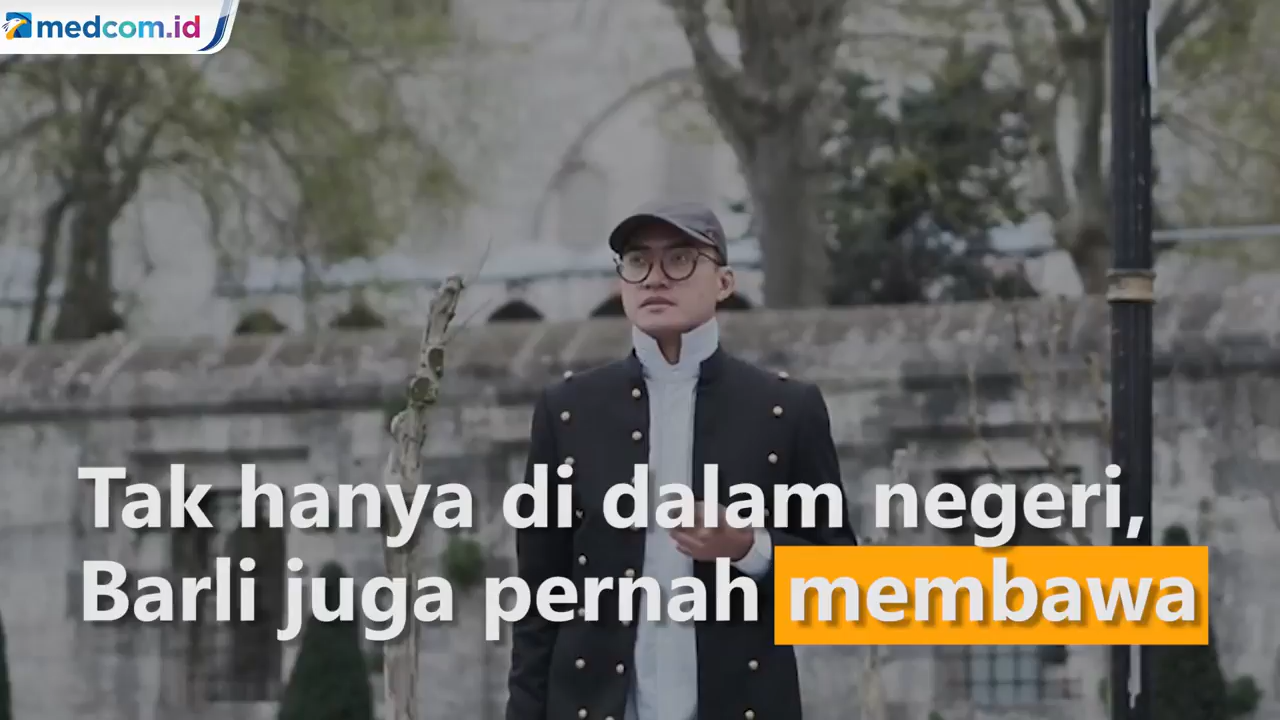 medcom.id
Tak hanya di dalam negeri,
Barli juga pernah membawa